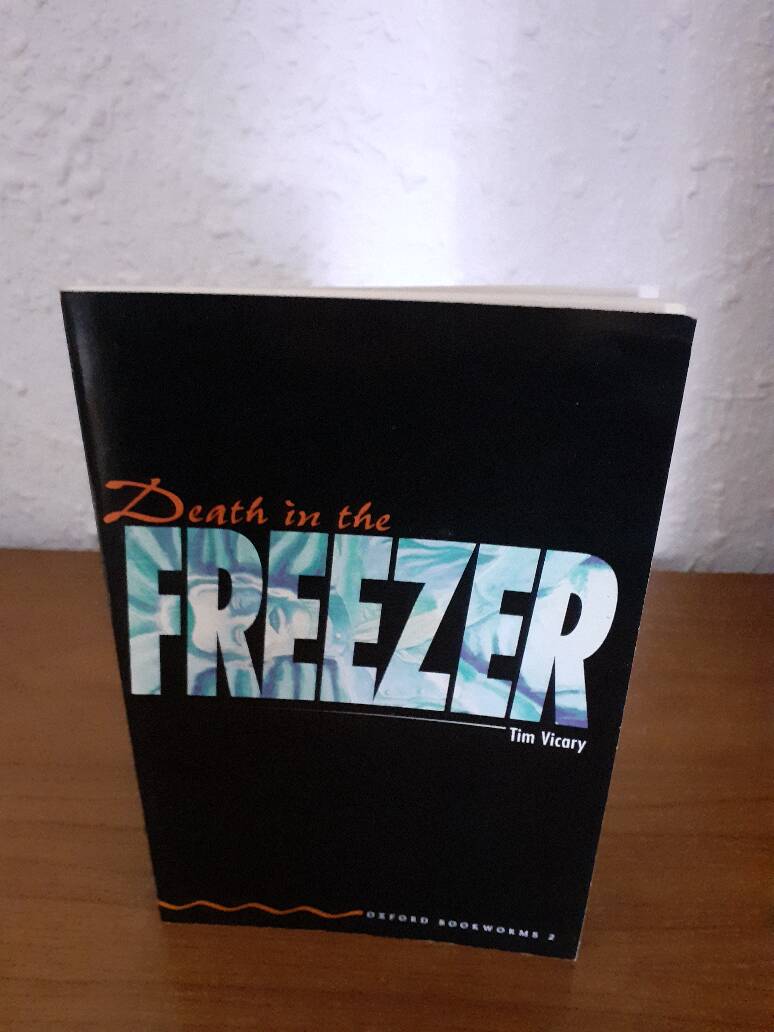 Death in the
FREEZER
Tim Vicary
OXFORD BOOKWORMS 2